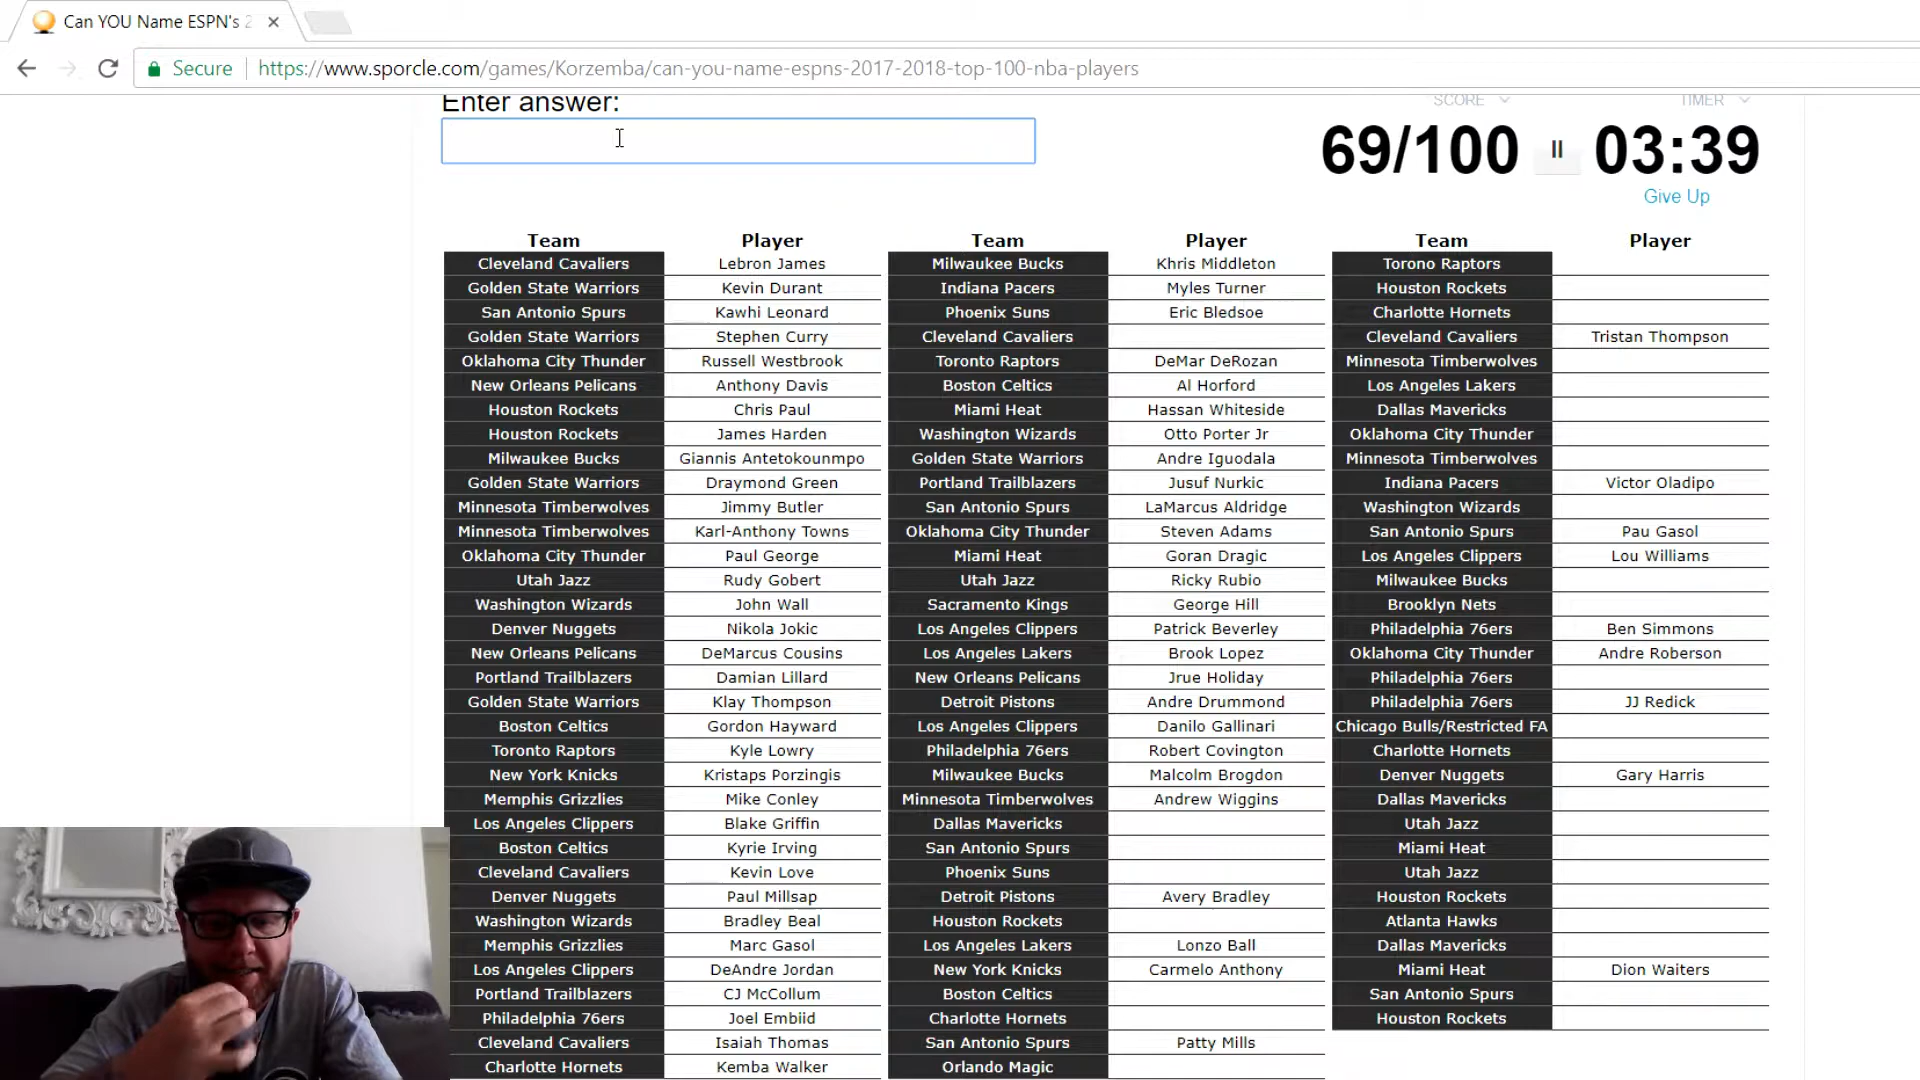 Can YOU Name ESPN's 2
Secure https://www.sporcle.com/games/Korzemba/can-you-name-espns-2017-2018-top-100-nba-players
Enter answer:
SCORE TIMER
69/100 03:39
Give Up
Team Player Team Player Team Player
Cleveland Cavaliers Lebron James Milwaukee Bucks Khris Middleton Torono Raptors
Golden State Warriors Kevin Durant Indiana Pacers Myles Turner Houston Rockets
San Antonio Spurs Kawhi Leonard Phoenix Suns Eric Bledsoe Charlotte Hornets
Golden State Warriors Stephen Curry Cleveland Cavaliers Cleveland Cavaliers Tristan Thompson
Oklahoma City Thunder Russell Westbrook Toronto Raptors DeMar DeRozan Minnesota Timberwolves
New Orleans Pelicans Anthony Davis Boston Celtics Al Horford Los Angeles Lakers
Houston Rockets Chris Paul Miami Heat Hassan Whiteside Dallas Mavericks
Houston Rockets James Harden Washington Wizards Otto Porter Jr Oklahoma City Thunder
Milwaukee Bucks Giannis Antetokounmpo Golden State Warriors Andre Iguodala Minnesota Timberwolves
Golden State Warriors Draymond Green Portland Trailblazers Jusuf Nurkic Indiana Pacers Victor Oladipo
Minnesota Timberwolves Jimmy Butler San Antonio Spurs LaMarcus Aldridge Washington Wizards
Minnesota Timberwolves Karl-Anthony Towns Oklahoma City Thunder Steven Adams San Antonio Spurs Pau Gasol
Oklahoma City Thunder Paul George Miami Heat Goran Dragic Los Angeles Clippers Lou Williams
Utah Jazz Rudy Gobert Utah Jazz Ricky Rubio Milwaukee Bucks
Washington Wizards John Wall Sacramento Kings George Hill Brooklyn Nets
Denver Nuggets Nikola Jokic Los Angeles Clippers Patrick Beverley Philadelphia 76ers Ben Simmons
New Orleans Pelicans DeMarcus Cousins Los Angeles Lakers Brook Lopez Oklahoma City Thunder Andre Roberson
Portland Trailblazers Damian Lillard New Orleans Pelicans Jrue Holiday Philadelphia 76ers
Golden State Warriors Klay Thompson Detroit Pistons Andre Drummond Philadelphia 76ers JJ Redick
Boston Celtics Gordon Hayward Los Angeles Clippers Danilo Gallinari Chicago Bulls/Restricted FA
Toronto Raptors Kyle Lowry Philadelphia 76ers Robert Covington Charlotte Hornets
New York Knicks Kristaps Porzingis Milwaukee Bucks Malcolm Brogdon Denver Nuggets Gary Harris
Memphis Grizzlies Mike Conley Minnesota Timberwolves Andrew Wiggins Dallas Mavericks
Los Angeles Clippers Blake Griffin Dallas Mavericks Utah Jazz
Boston Celtics Kyrie Irving San Antonio Spurs Miami Heat
Cleveland Cavaliers Kevin Love Phoenix Suns Utah Jazz
Denver Nuggets Paul Millsap Detroit Pistons Avery Bradley Houston Rockets
Washington Wizards Bradley Beal Houston Rockets Atlanta Hawks
Memphis Grizzlies Marc Gasol Los Angeles Lakers Lonzo Ball Dallas Mavericks
Los Angeles Clippers DeAndre Jordan New York Knicks Carmelo Anthony Miami Heat Dion Waiters
Portland Trailblazers CJ McCollum Boston Celtics San Antonio Spurs
Philadelphia 76ers Joel Embiid Charlotte Hornets Houston Rockets
Cleveland Cavaliers Isaiah Thomas San Antonio Spurs Patty Mills
Charlotte Hornets Kemba Walker Orlando Magic